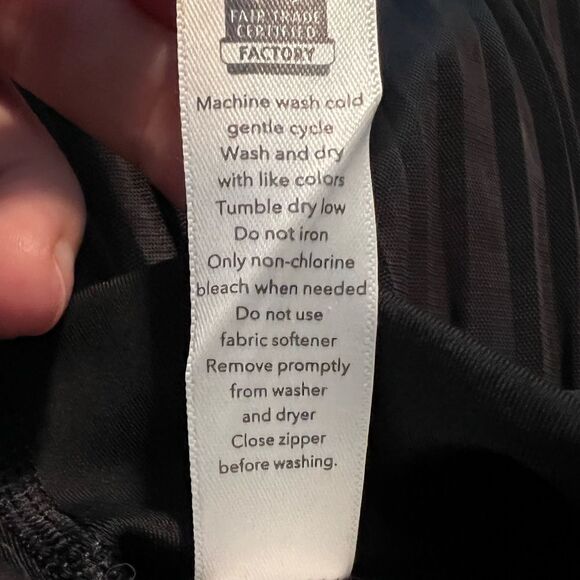 FAIR TRADE
CERTIFIED
FACTORY
Machine wash cold
gentle cycle
Wash and dry
with like colors
Tumble dry low
Do not iron
Only non-chlorine
bleach when needed
Do not use
fabric softener
Remove promptly
from washer
and dryer
Close zipper
before washing.